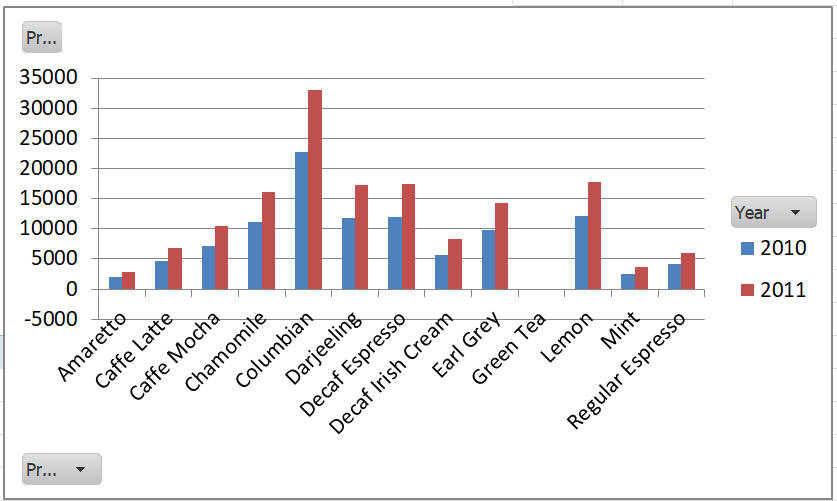 Pr...
35000
30000
25000
20000
15000
10000
5000
0
-5000
Amaretto
Caffe Latte
Caffe Mocha
Chamomile
Columbian
Darjeeling
Decaf Espresso
Decaf Irish Cream
Earl Grey
Green Tea
Lemon
Mint
Regular Espresso
Year
2010
2011
Pr...